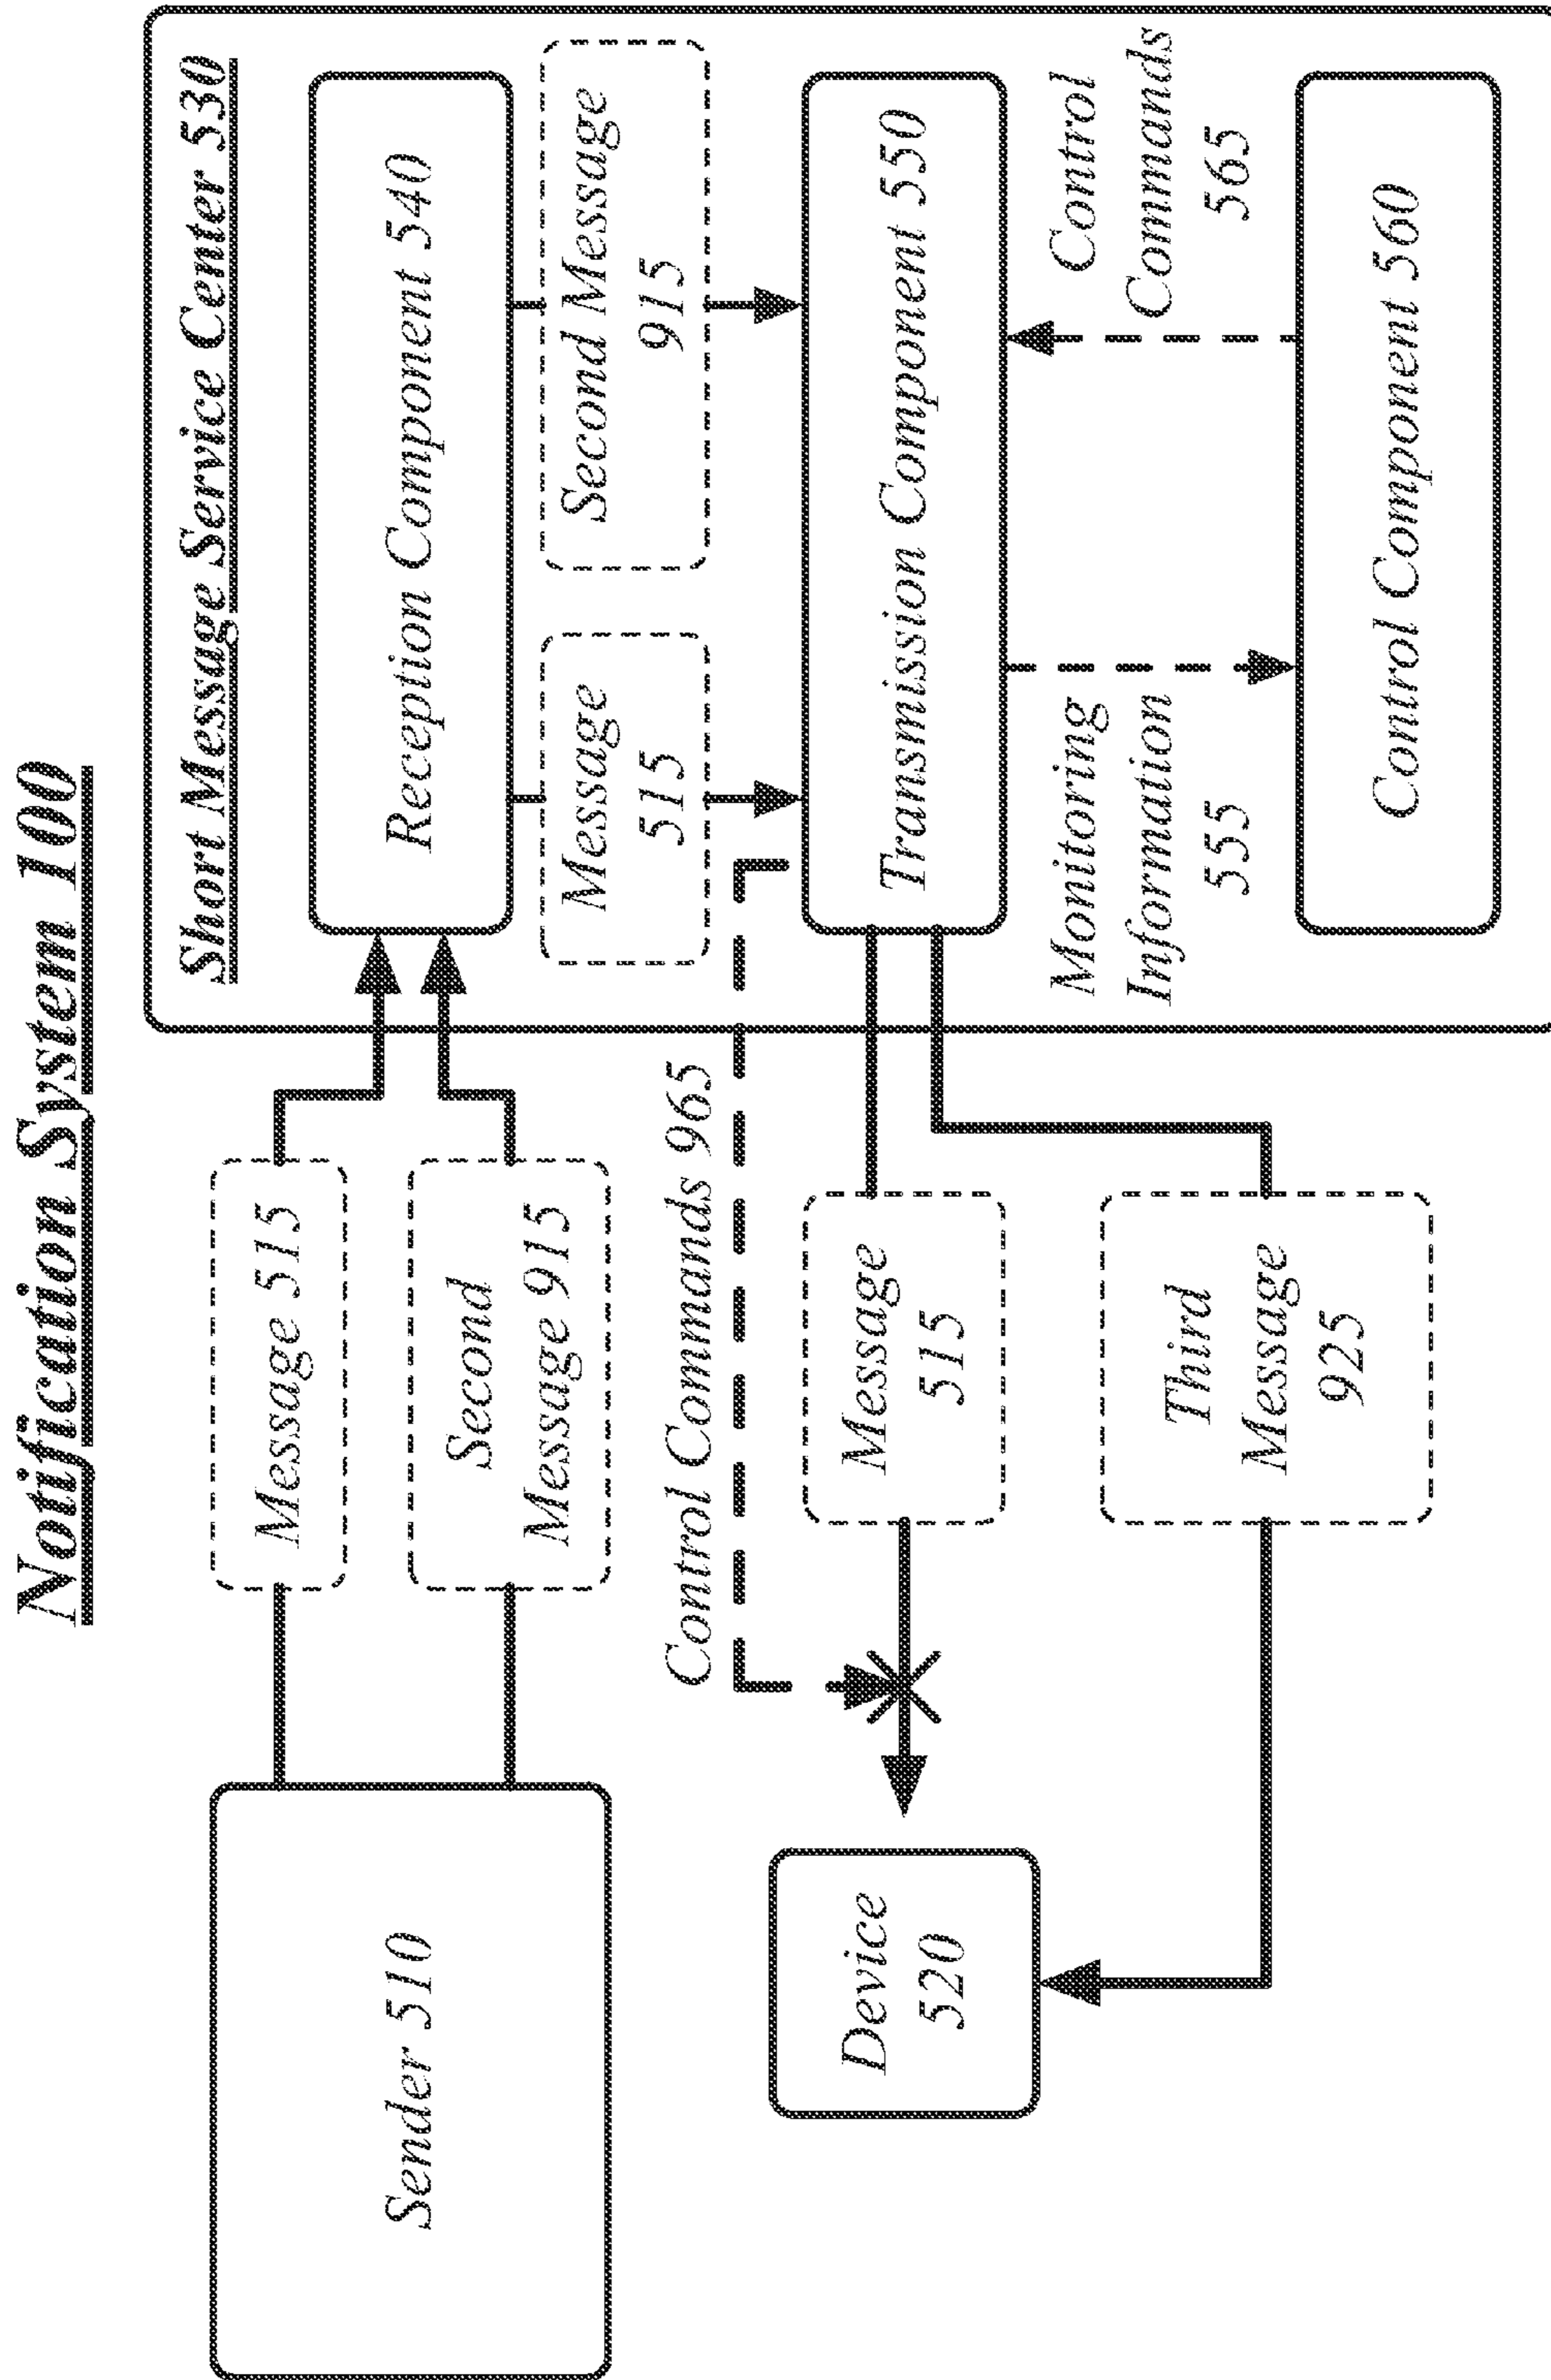 Notification System 100
Short Message Service Center 530
Sender 510
Message 515
Second
Message 915
Reception Component 540
Message
515
Second Message
915
Control Commands 965
Device
520
Message
515
Transmission Component 550
Third
Message
925
Monitoring
Information
555
Control
Commands
565
Control Component 560